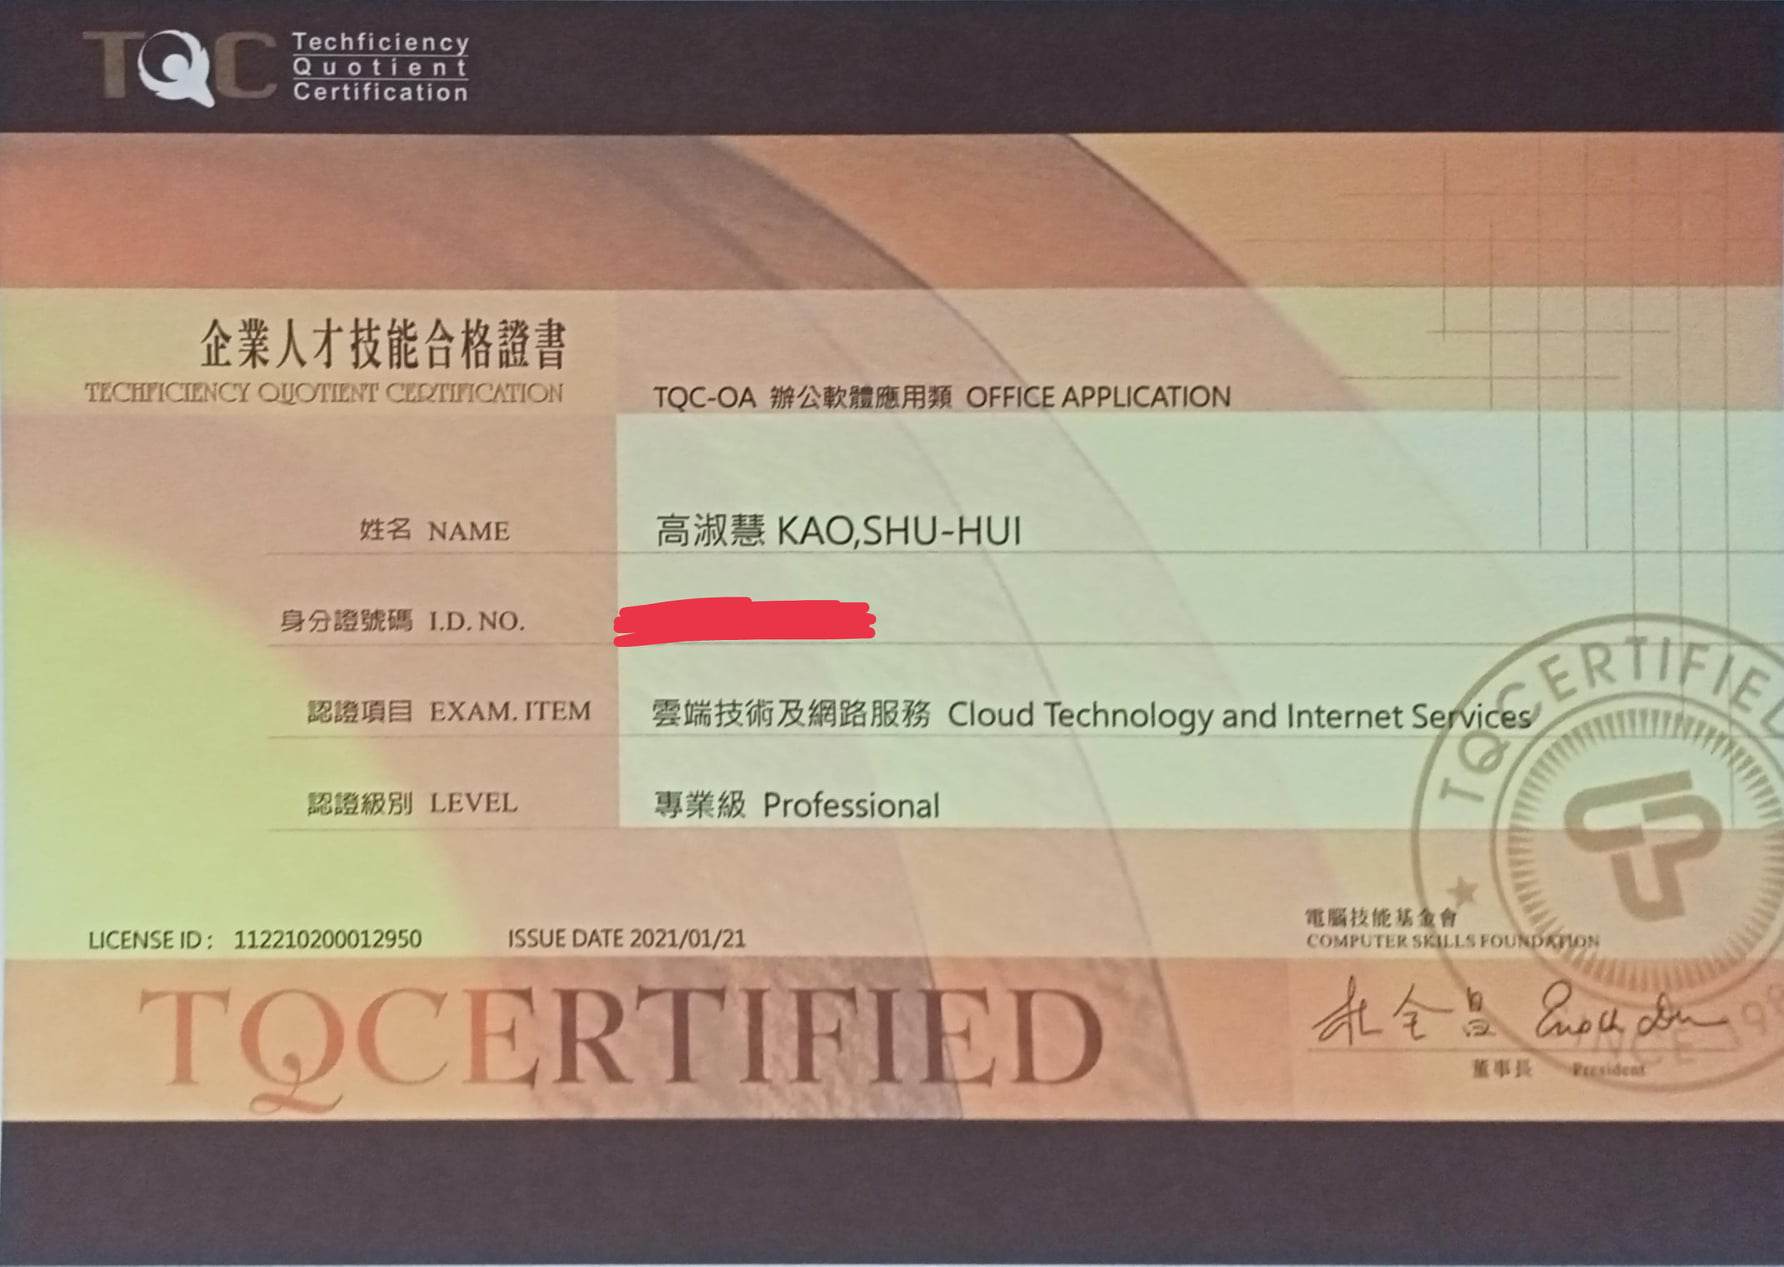 TQC
Techficiency
Quotient
Certification
企業人才技能合格證書
TECHFICIENCY QUOTIENT CERTIFICATION
TQC-OA 辦公軟體應用類 OFFICE APPLICATION
姓名 NAME 高淑慧 KAO,SHU-HUI
身分證號碼 I.D. NO.
認證項目 EXAM. ITEM 雲端技術及網路服務 Cloud Technology and Internet Services
認證級別 LEVEL 專業級 Professional
LICENSE ID : 112210200012950 ISSUE DATE 2021/01/21
電腦技能基金會
COMPUTER SKILLS FOUNDATION
TQCERTIFIED
董事長 President
TQCERTIFIED